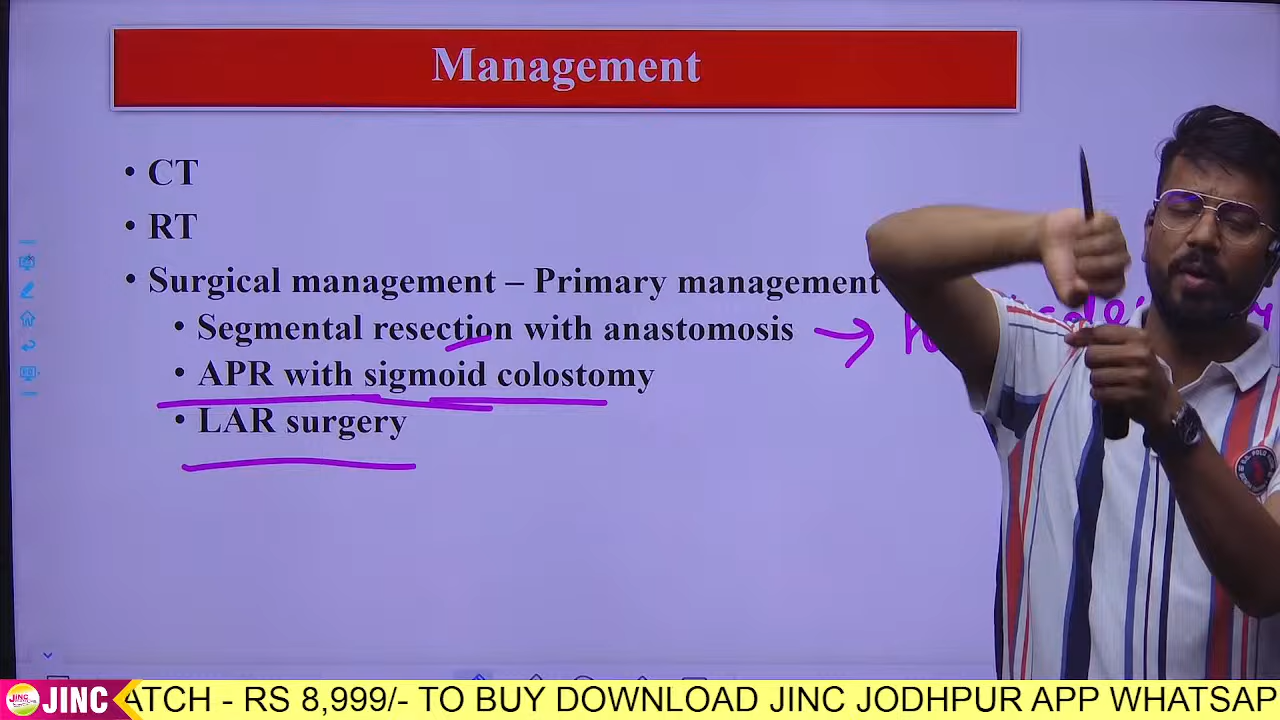 Management
• CT
• RT
• Surgical management – Primary management
• Segmental resection with anastomosis →
• APR with sigmoid colostomy
• LAR surgery
JINC ATCH - RS 8,999/- TO BUY DOWNLOAD JINC JODHPUR APP WHATSAP